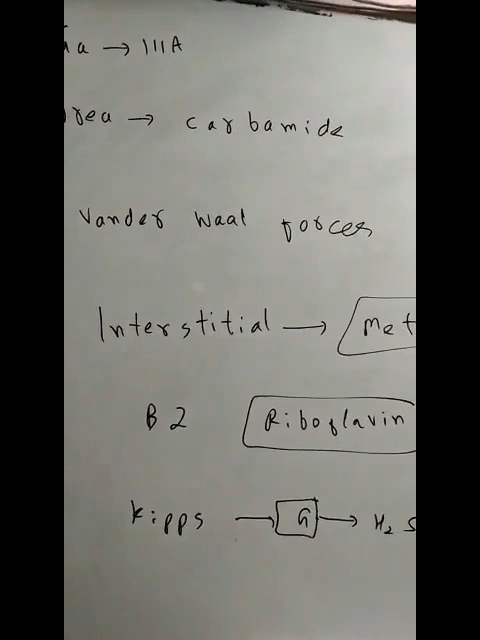 a → IIIA
rea → carbamide
Vander Waal forces
Interstitial → Met
B2 Riboflavin
Kipps → G → H₂ S